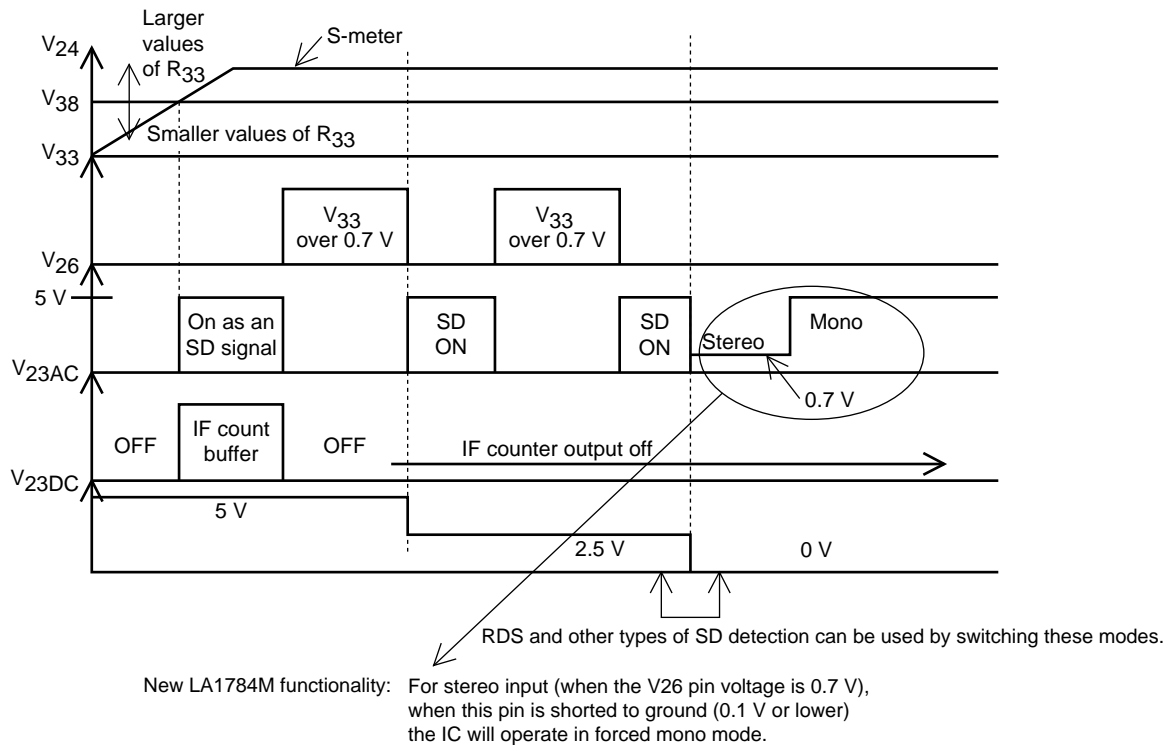 Larger
values
of R33
S-meter
V24
V38
Smaller values of R33
V33
V33
over 0.7 V
V33
over 0.7 V
V26
5 V
On as an
SD signal
SD
ON
SD
ON
Stereo
Mono
V23AC
0.7 V
OFF
IF count
buffer
OFF
IF counter output off
V23DC
5 V
2.5 V
0 V
RDS and other types of SD detection can be used by switching these modes.
New LA1784M functionality: For stereo input (when the V26 pin voltage is 0.7 V),
when this pin is shorted to ground (0.1 V or lower)
the IC will operate in forced mono mode.